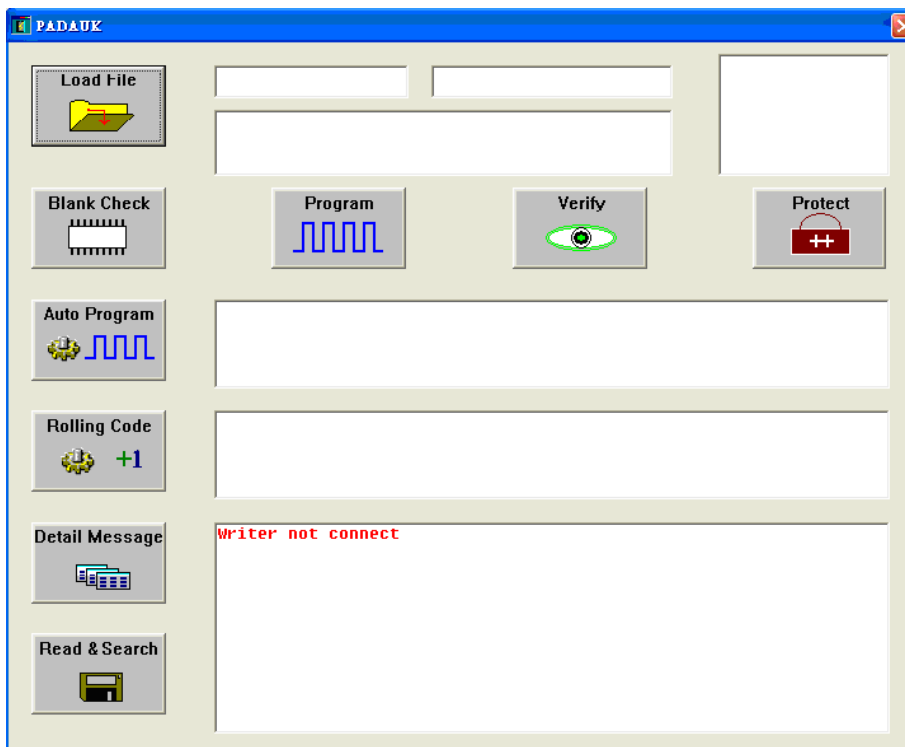 PADAUK
Load File
Blank Check
Program
Verify
Protect
Auto Program
Rolling Code
+1
Detail Message
Writer not connect
Read & Search